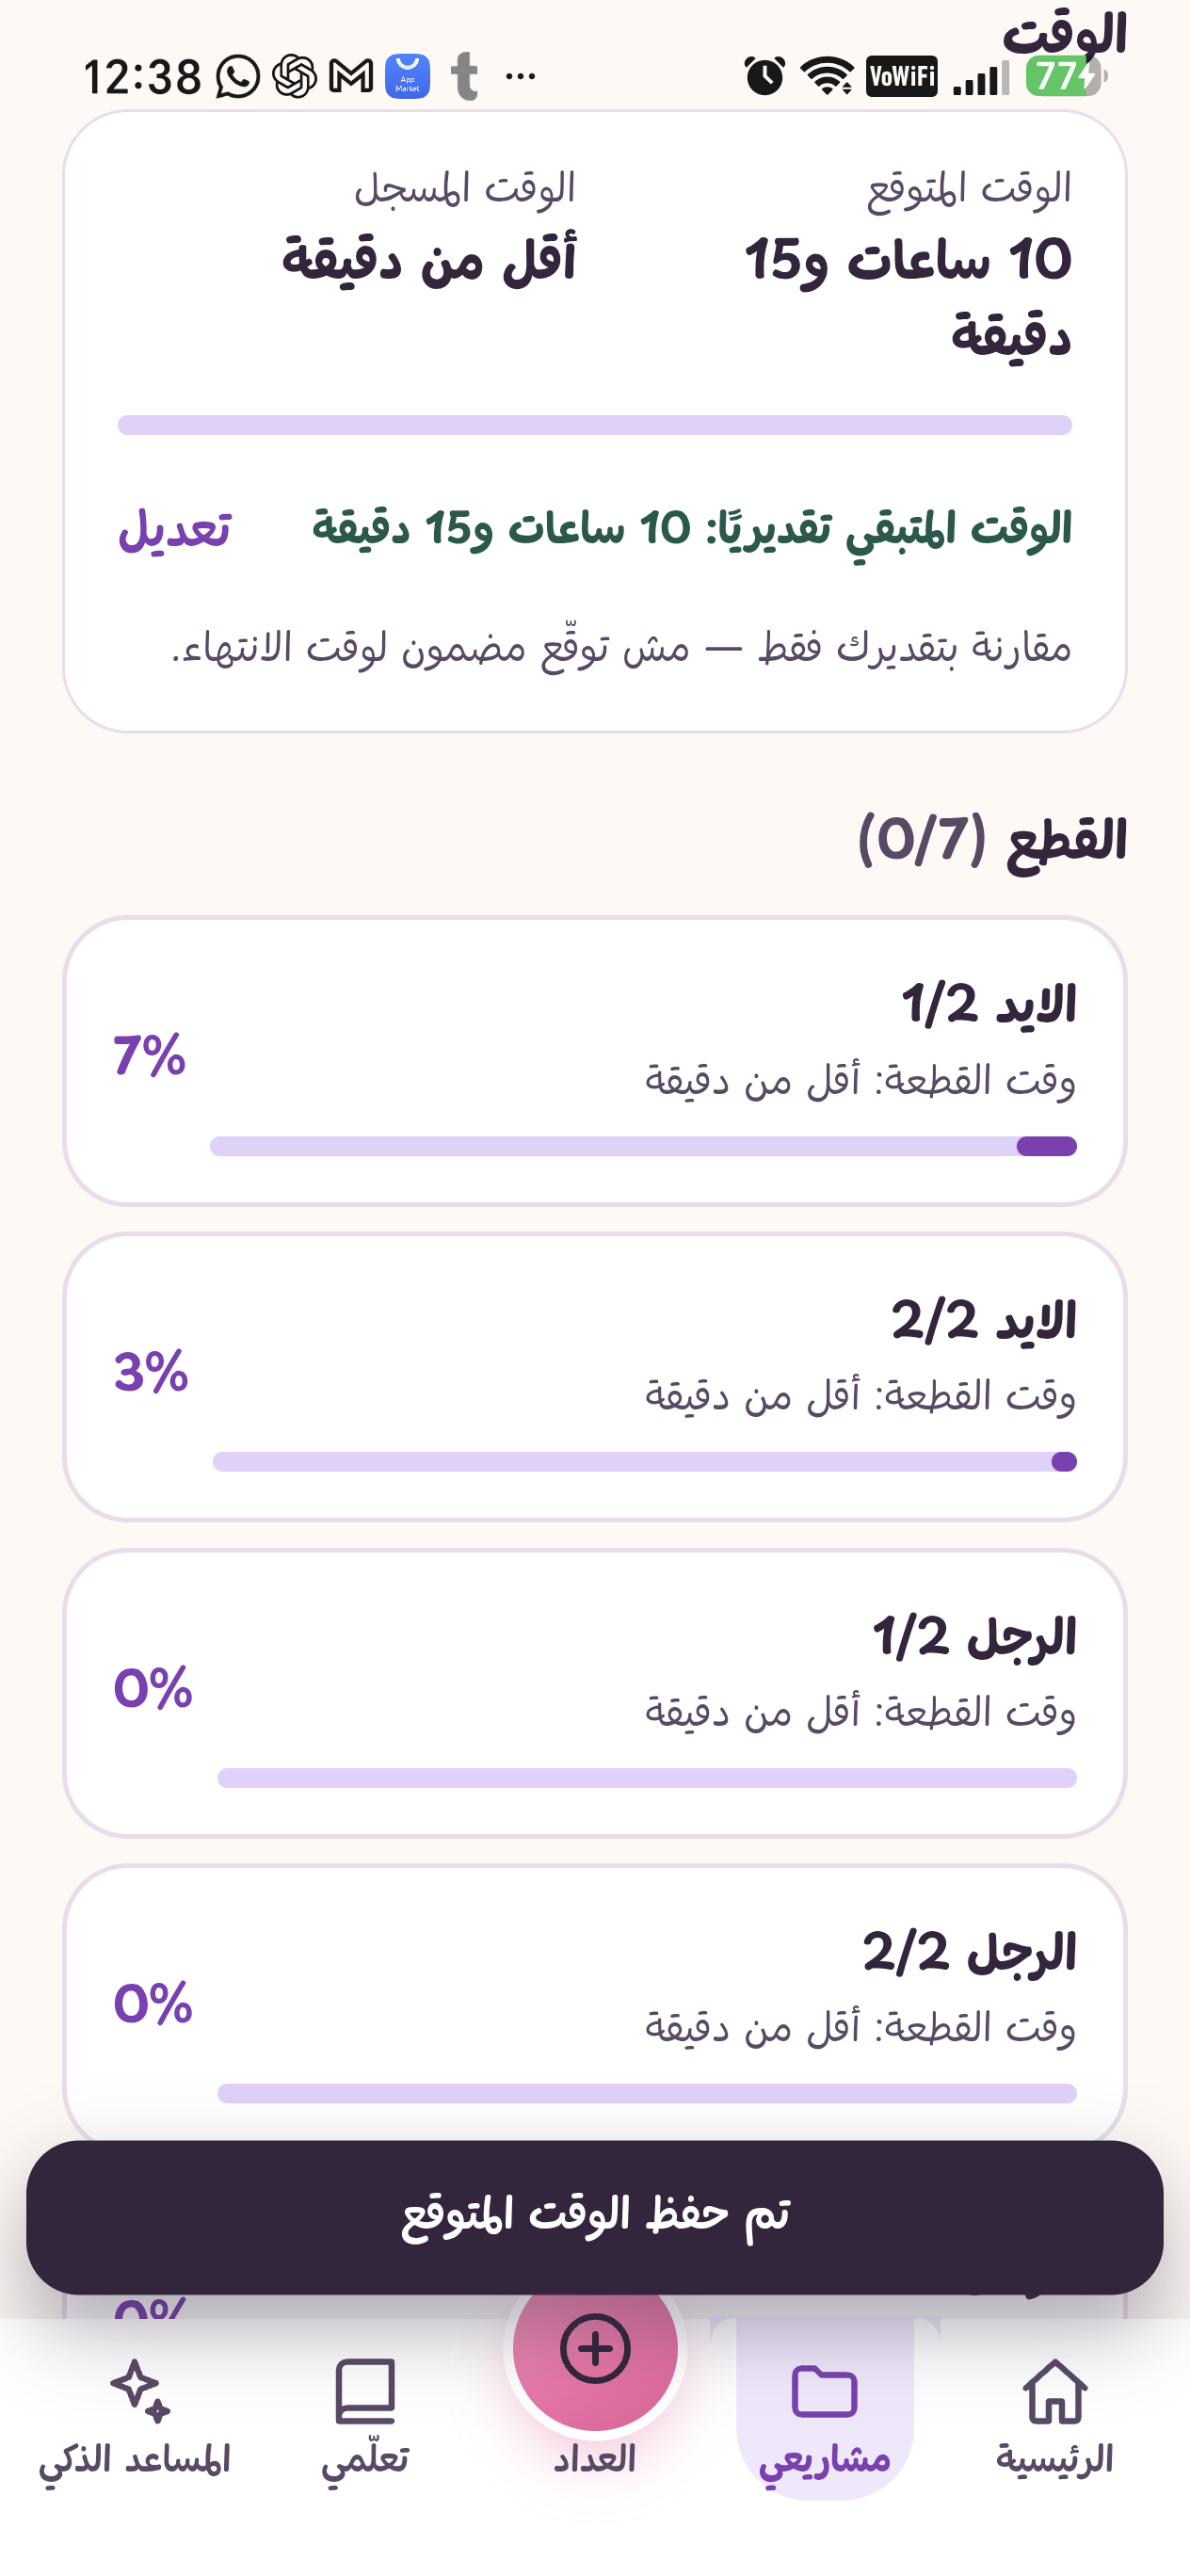 الوقت
12:38
App Market
VoWiFi
77
الوقت المتوقع
10 ساعات و15 دقيقة
الوقت المسجل
أقل من دقيقة
الوقت المتبقي تقديريًا: 10 ساعات و15 دقيقة
تعديل
مقارنة بتقديرك فقط — مش توقّع مضمون لوقت الانتهاء.
القطع (0/7)
الايد 1/2
وقت القطعة: أقل من دقيقة
7%
الايد 2/2
وقت القطعة: أقل من دقيقة
3%
الرجل 1/2
وقت القطعة: أقل من دقيقة
0%
الرجل 2/2
وقت القطعة: أقل من دقيقة
0%
تم حفظ الوقت المتوقع
0%
الرئيسية
مشاريعي
العداد
تعلّمي
المساعد الذكي